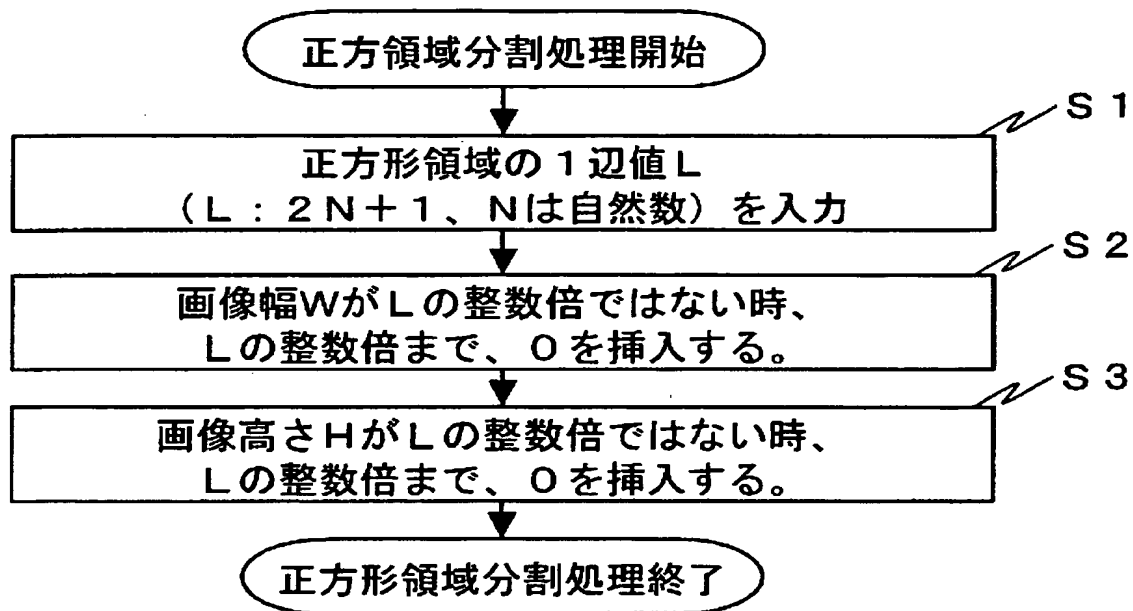 正方領域分割処理開始
S1
正方形領域の1辺値L
(L:2N+1、Nは自然数)を入力
S2
画像幅WがLの整数倍ではない時、
Lの整数倍まで、0を挿入する。
S3
画像高さHがLの整数倍ではない時、
Lの整数倍まで、0を挿入する。
正方形領域分割処理終了